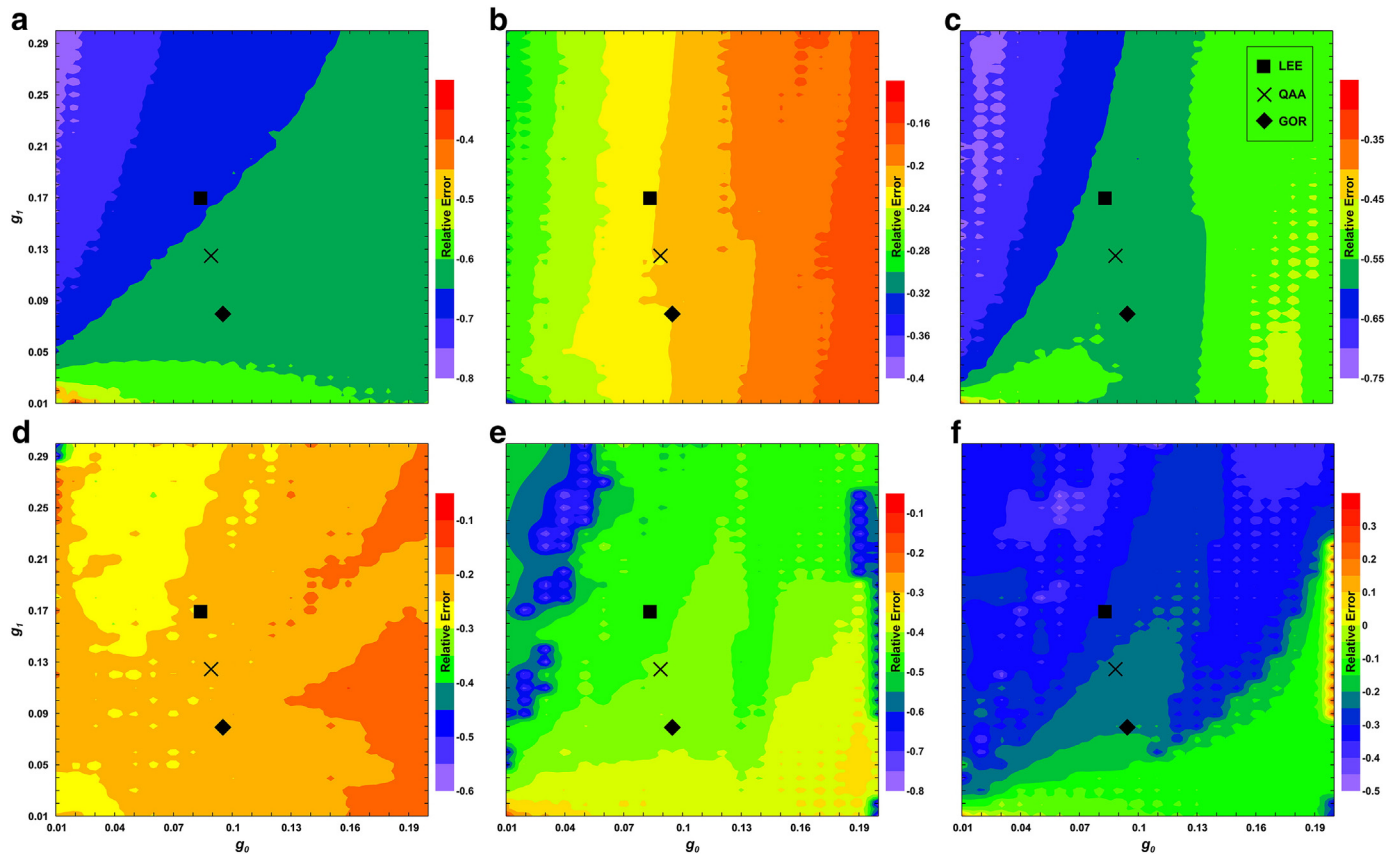 a
b
c
0.29
0.25
0.21
0.17
0.13
0.09
0.05
0.01
g₁
Relative Error
-0.4
-0.5
-0.6
-0.7
-0.8
Relative Error
-0.16
-0.2
-0.24
-0.28
-0.32
-0.36
-0.4
LEE
QAA
GOR
Relative Error
-0.35
-0.45
-0.55
-0.65
-0.75
d
e
f
0.29
0.25
0.21
0.17
0.13
0.09
0.05
0.01
g₁
0.01 0.04 0.07 0.1 0.13 0.16 0.19
g₀
Relative Error
-0.1
-0.2
-0.3
-0.4
-0.5
-0.6
0.01 0.04 0.07 0.1 0.13 0.16 0.19
g₀
Relative Error
-0.1
-0.2
-0.3
-0.4
-0.5
-0.6
-0.7
-0.8
0.01 0.04 0.07 0.1 0.13 0.16 0.19
g₀
Relative Error
0.3
0.2
0.1
0
-0.1
-0.2
-0.3
-0.4
-0.5